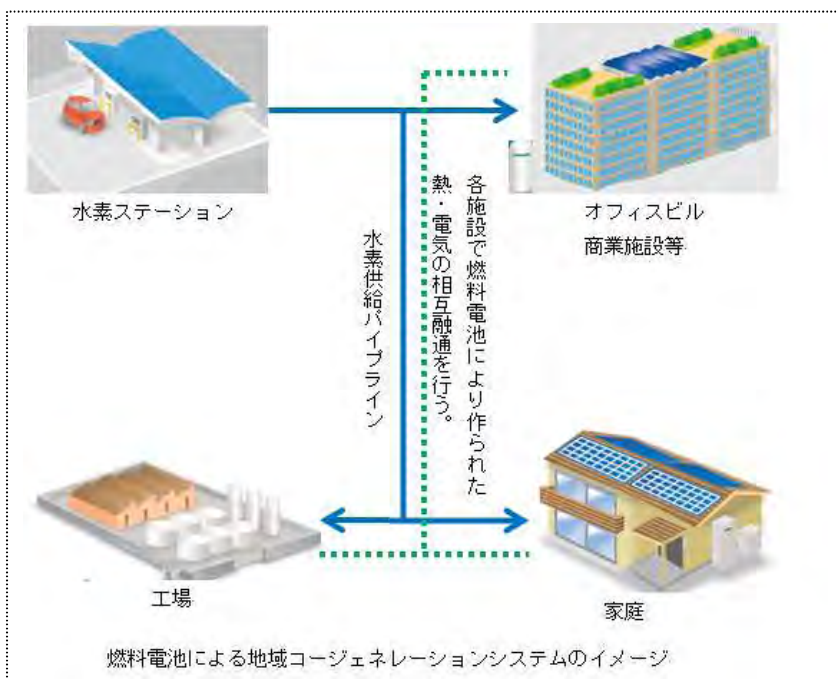 水素ステーション
オフィスビル
商業施設等
水素供給パイプライン
各施設で燃料電池により作られた
熱・電気の相互融通を行う。
工場
家庭
燃料電池による地域コージェネレーションシステムのイメージ